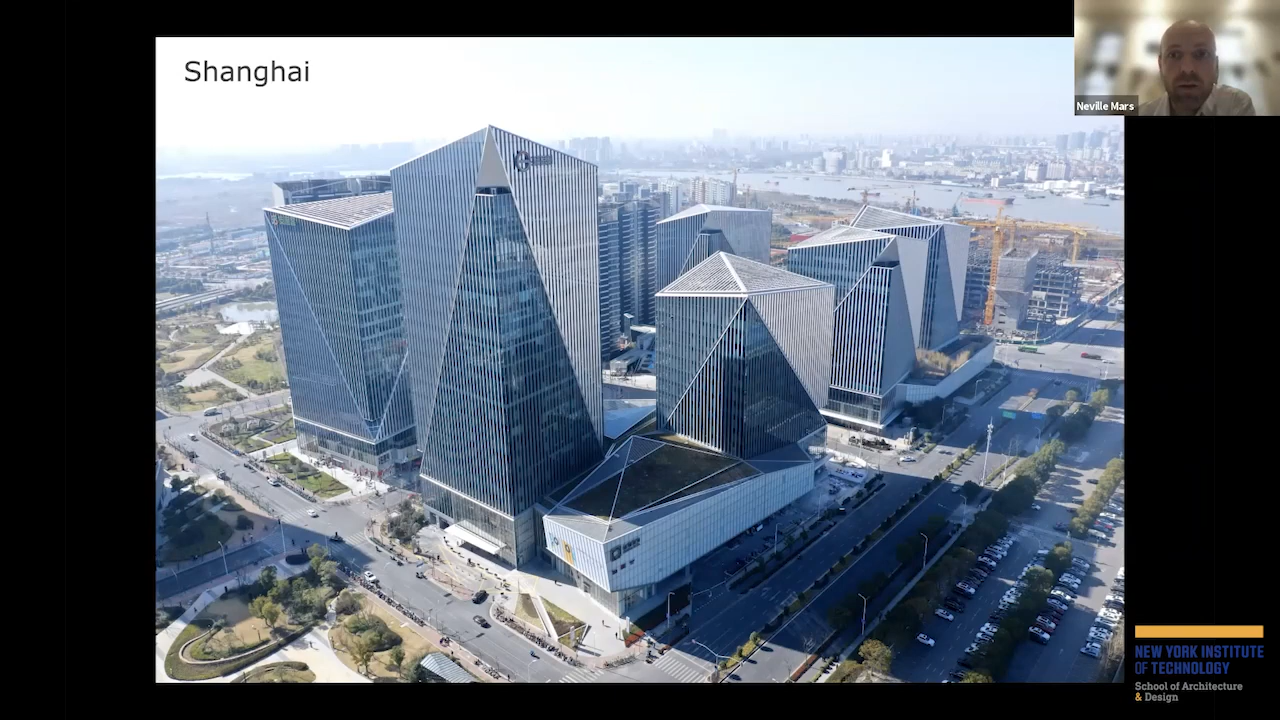 Shanghai
Neville Mars
NEW YORK INSTITUTE
OF TECHNOLOGY
School of Architecture
& Design